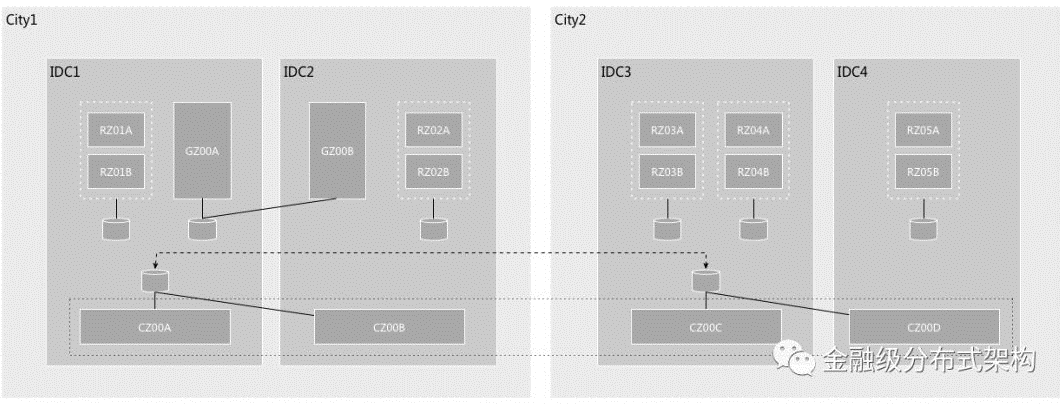 City1
City2
IDC1
IDC2
IDC3
IDC4
RZ01A
RZ01B
GZ00A
GZ00B
RZ02A
RZ02B
RZ03A
RZ03B
RZ04A
RZ04B
RZ05A
RZ05B
CZ00A
CZ00B
CZ00C
CZ00D
金融级分布式架构